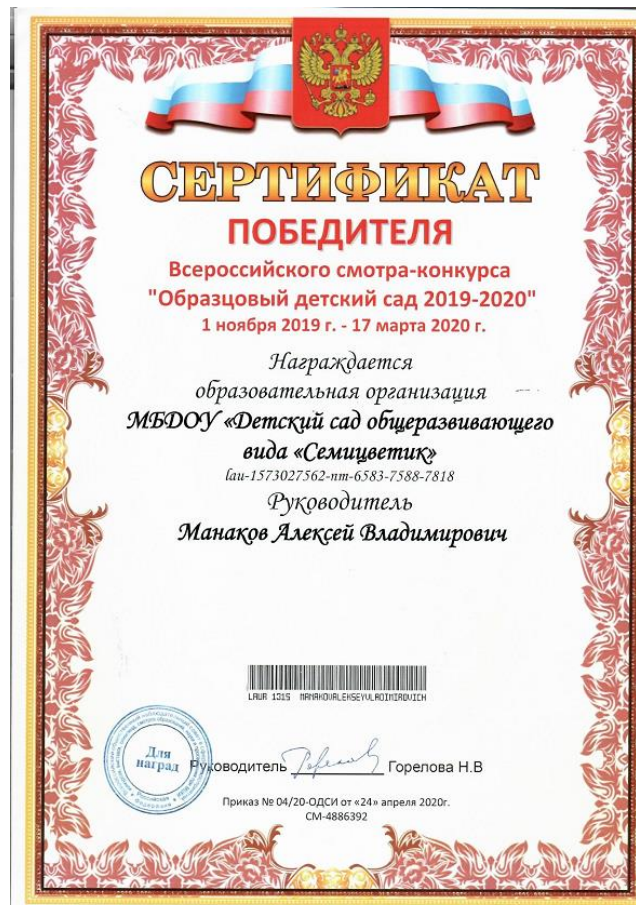 СЕРТИФИКАТ
ПОБЕДИТЕЛЯ
Всероссийского смотра-конкурса
"Образцовый детский сад 2019-2020"
1 ноября 2019 г. - 17 марта 2020 г.
Награждается
образовательная организация
МБДОУ «Детский сад общеразвивающего
вида «Семицветик»
lau-1573027562-nm-6583-7588-7818
Руководитель
Манаков Алексей Владимирович
LAUR 1315 MANAKOVALEKSEYVLADIMIROVICH
Для
наград
Руководитель Горелова Н.В
Приказ № 04/20-ОДСИ от «24» апреля 2020г.
СМ-4886392